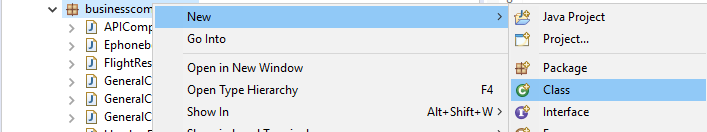 businesscom
APIComp
Ephoneb
FlightRes
GeneralC
GeneralC
GeneralC
New
Go Into
Open in New Window
Open Type Hierarchy F4
Show In Alt+Shift+W
Java Project
Project...
Package
Class
Interface